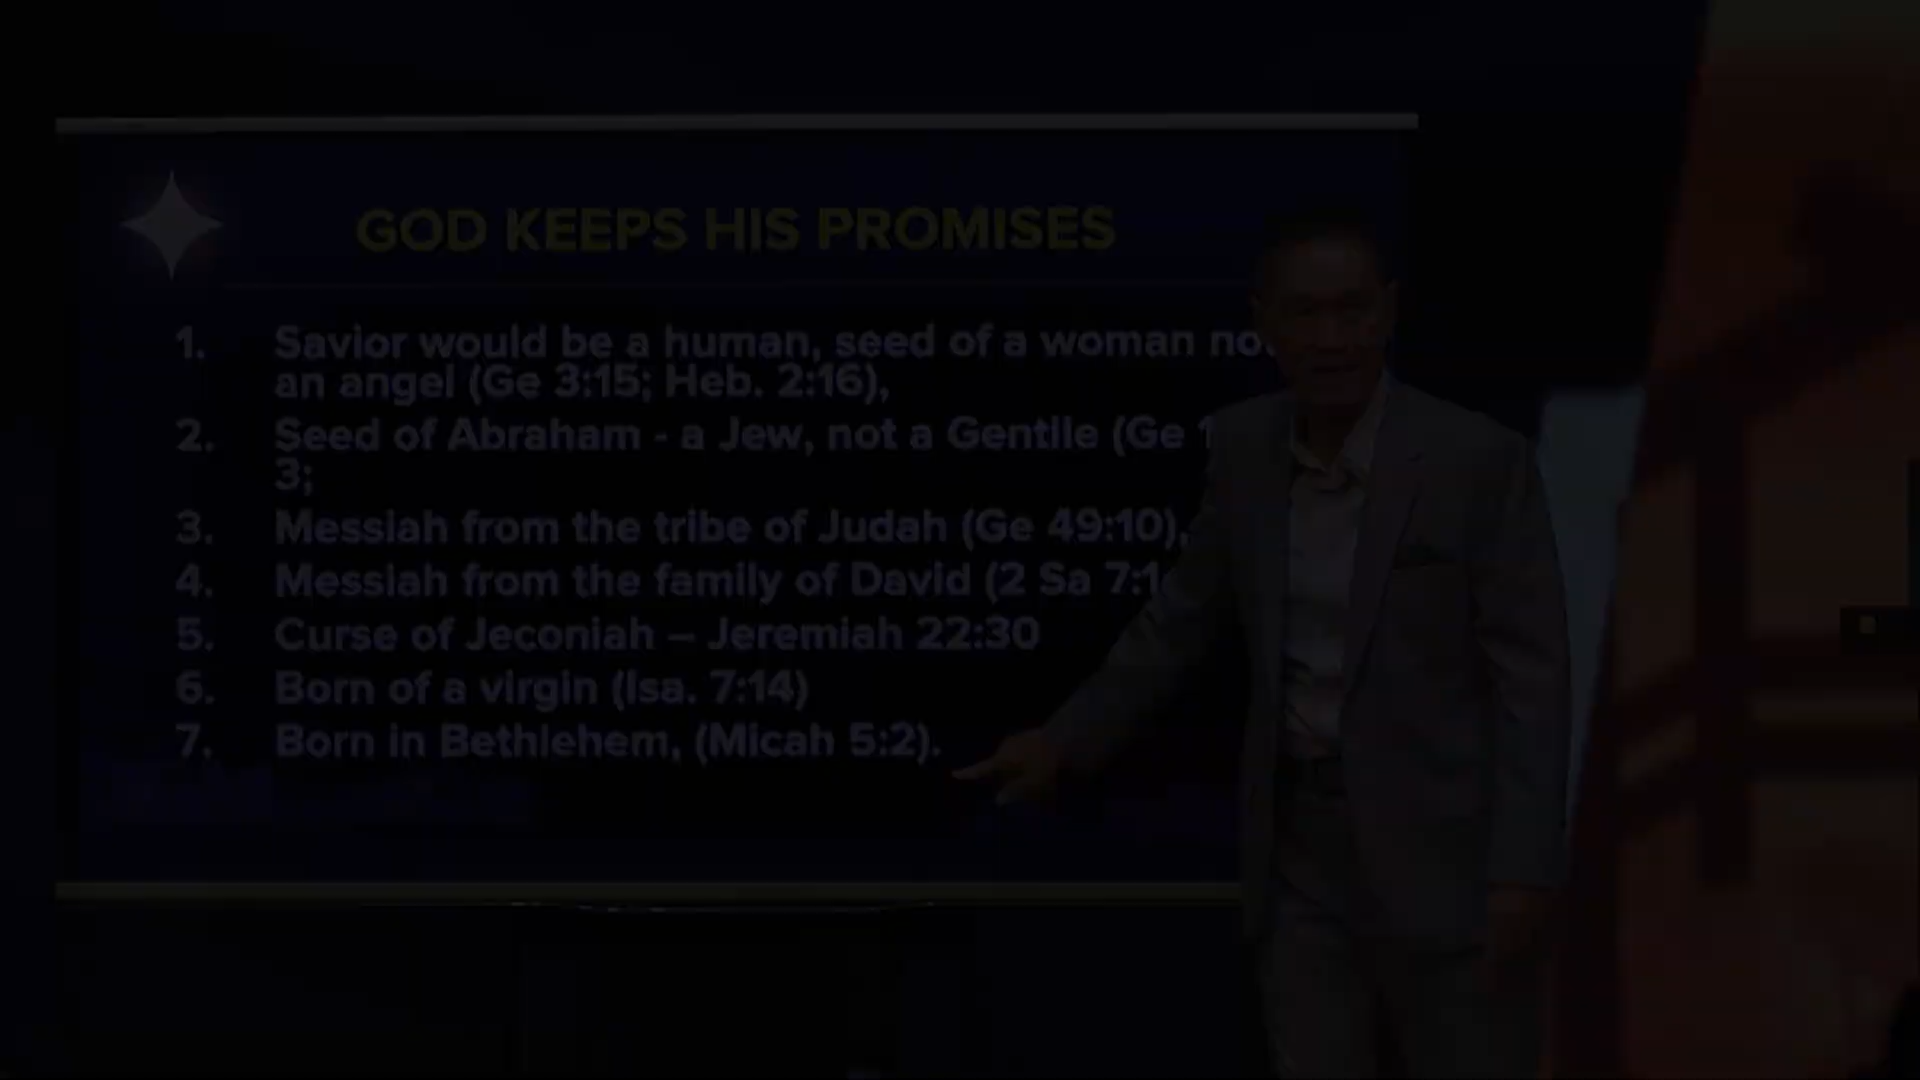 GOD KEEPS HIS PROMISES
1. Savior would be a human, seed of a woman
an angel (Ge 3:15; Heb. 2:16),
2. Seed of Abraham - a Jew, not a Gentile (Ge
3;
3. Messiah from the tribe of Judah (Ge 49:10),
4. Messiah from the family of David (2 Sa
5. Curse of Jeconiah – Jeremiah 22:30
6. Born of a virgin (Isa. 7:14)
7. Born in Bethlehem, (Micah 5:2).